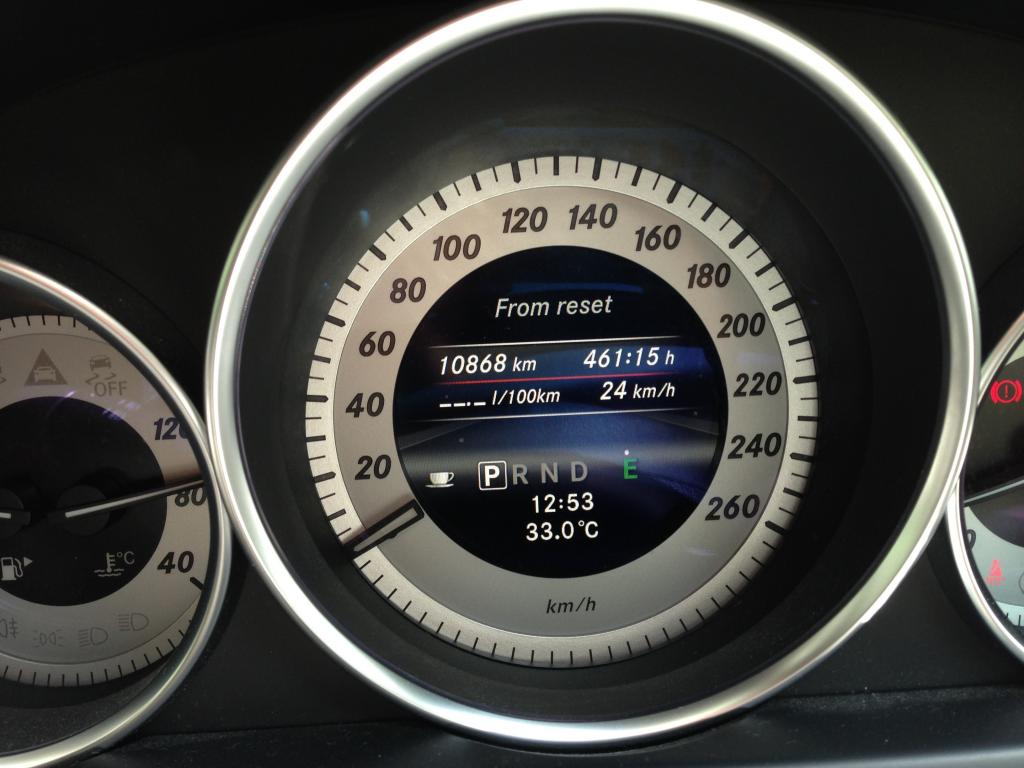 120 140
100 160
80 180
From reset
60 200
10868 km 461:15 h
--.- l/100km 24 km/h
40 220
20 240
P R N D E
12:53
33.0°C
260
km/h
OFF
120
80
40
°C